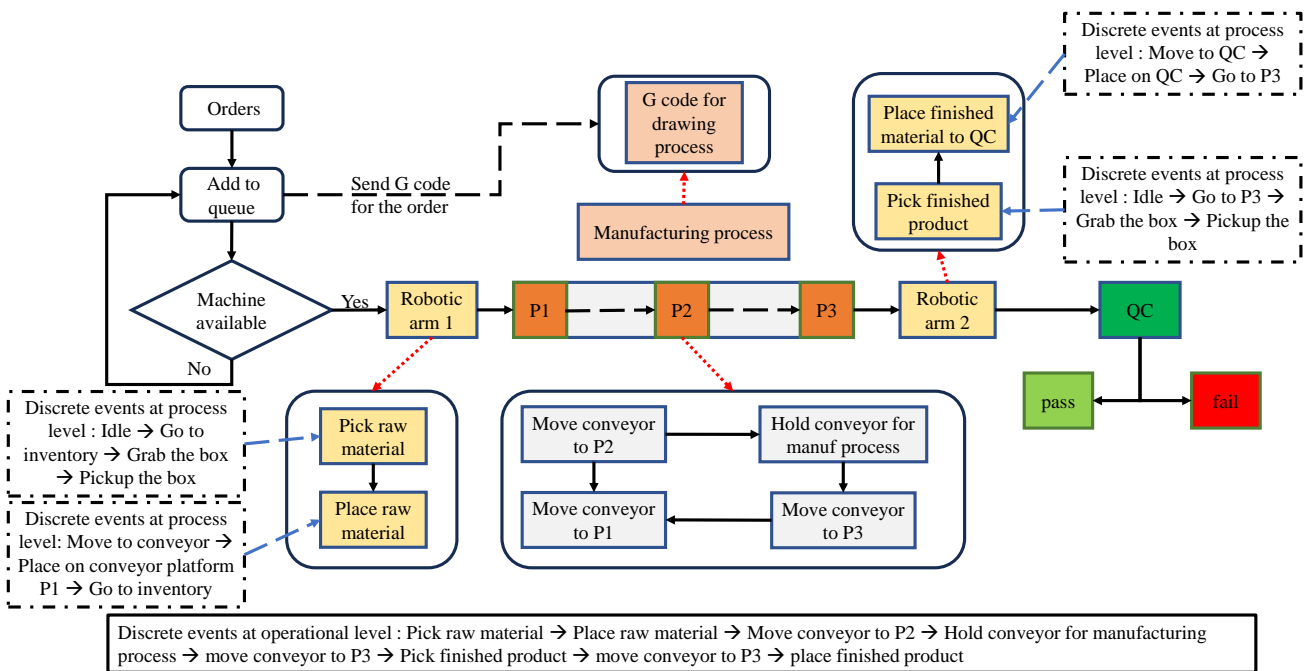 Orders
Add to
queue
Machine
available
Yes
No
Send G code
for the order
G code for
drawing
process
Manufacturing process
Place finished
material to QC
Pick finished
product
Discrete events at process
level : Move to QC →
Place on QC → Go to P3
Discrete events at process
level : Idle → Go to P3 →
Grab the box → Pickup the
box
Robotic
arm 1
P1
P2
P3
Robotic
arm 2
QC
pass
fail
Discrete events at process
level : Idle → Go to
inventory → Grab the box
→ Pickup the box
Discrete events at process
level: Move to conveyor →
Place on conveyor platform
P1 → Go to inventory
Pick raw
material
Place raw
material
Move conveyor
to P2
Hold conveyor for
manuf process
Move conveyor
to P1
Move conveyor
to P3
Discrete events at operational level : Pick raw material → Place raw material → Move conveyor to P2 → Hold conveyor for manufacturing
process → move conveyor to P3 → Pick finished product → move conveyor to P3 → place finished product